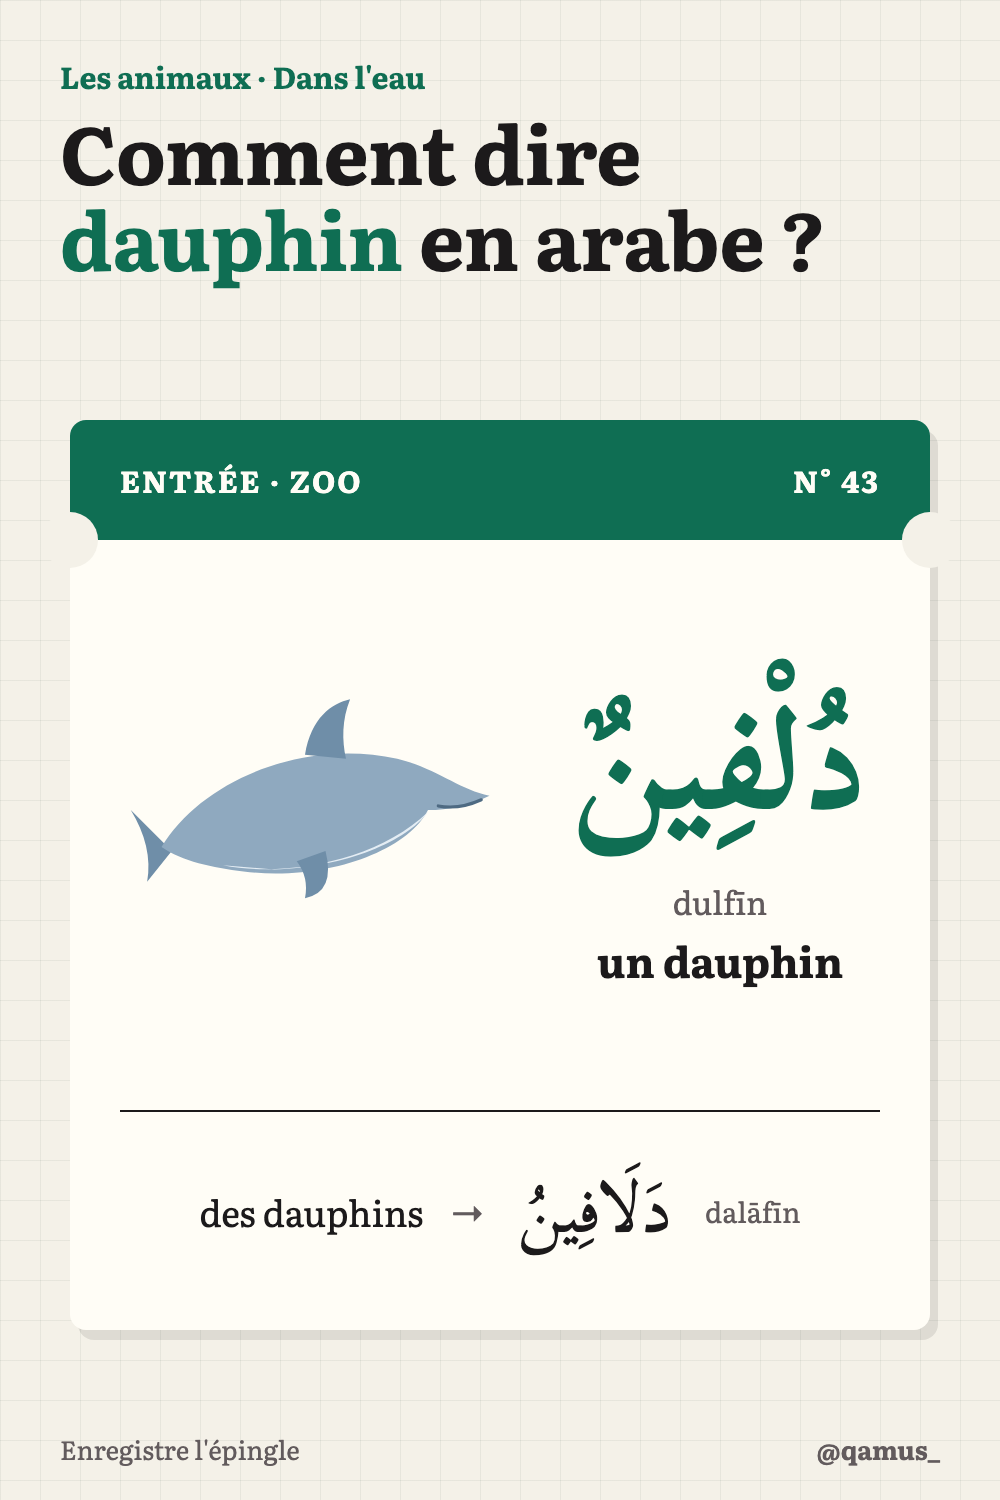 Les animaux · Dans l'eau
Comment dire
dauphin en arabe ?
ENTRÉE · ZOO
N° 43
دُلْفِينٌ
dulfīn
un dauphin
des dauphins → دَلَافِينُ dalāfīn
Enregistre l'épingle
@qamus_